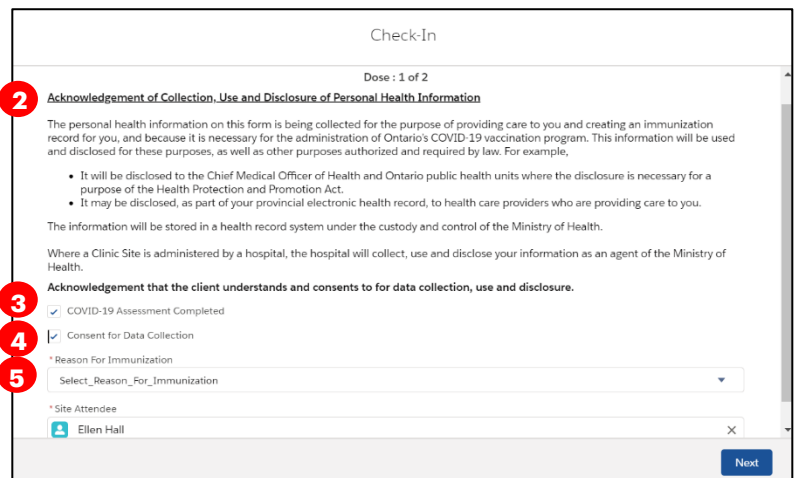 Check-In
Dose : 1 of 2
2
Acknowledgement of Collection, Use and Disclosure of Personal Health Information
The personal health information on this form is being collected for the purpose of providing care to you and creating an immunization
record for you, and because it is necessary for the administration of Ontario's COVID-19 vaccination program. This information will be used
and disclosed for these purposes, as well as other purposes authorized and required by law. For example,
• It will be disclosed to the Chief Medical Officer of Health and Ontario public health units where the disclosure is necessary for a
purpose of the Health Protection and Promotion Act.
• It may be disclosed, as part of your provincial electronic health record, to health care providers who are providing care to you.
The information will be stored in a health record system under the custody and control of the Ministry of Health.
Where a Clinic Site is administered by a hospital, the hospital will collect, use and disclose your information as an agent of the Ministry of
Health.
Acknowledgement that the client understands and consents to for data collection, use and disclosure.
3
COVID-19 Assessment Completed
4
Consent for Data Collection
*Reason For Immunization
5
Select_Reason_For_Immunization
*Site Attendee
Ellen Hall
Next